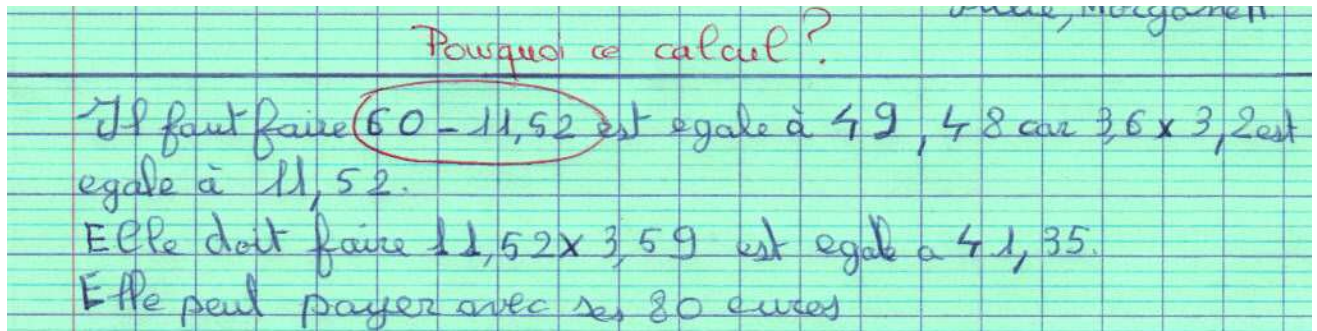 Pourquoi ce calcul ?
Il faut faire 60 - 11,52 est egale à 49,48 car 3,6 x 3,2 est
egale à 11,52.
Elle doit faire 11,52 x 3,59 est egale a 41,35.
Elle peut payer avec ses 80 euros